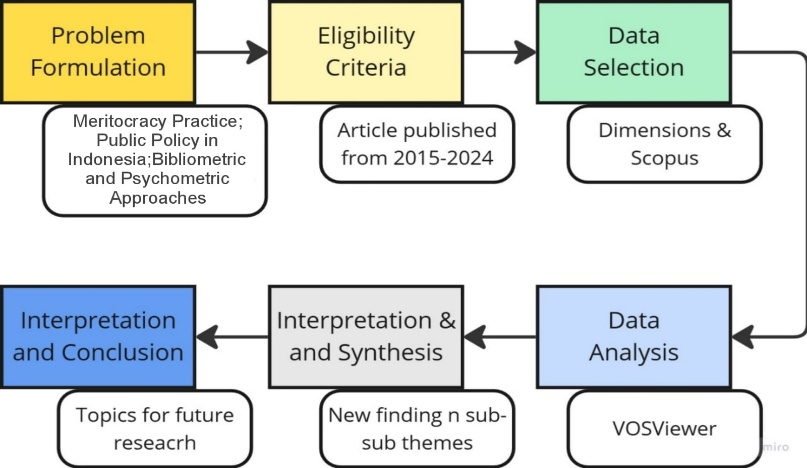 Problem
Formulation
Meritocracy Practice;
Public Policy in
Indonesia;Bibliometric
and Psychometric
Approaches
Eligibility
Criteria
Article published
from 2015-2024
Data
Selection
Dimensions &
Scopus
Data
Analysis
VOSViewer
Interpretation &
and Synthesis
New finding n sub-
sub themes
Interpretation
and Conclusion
Topics for future
reseacrh
miro